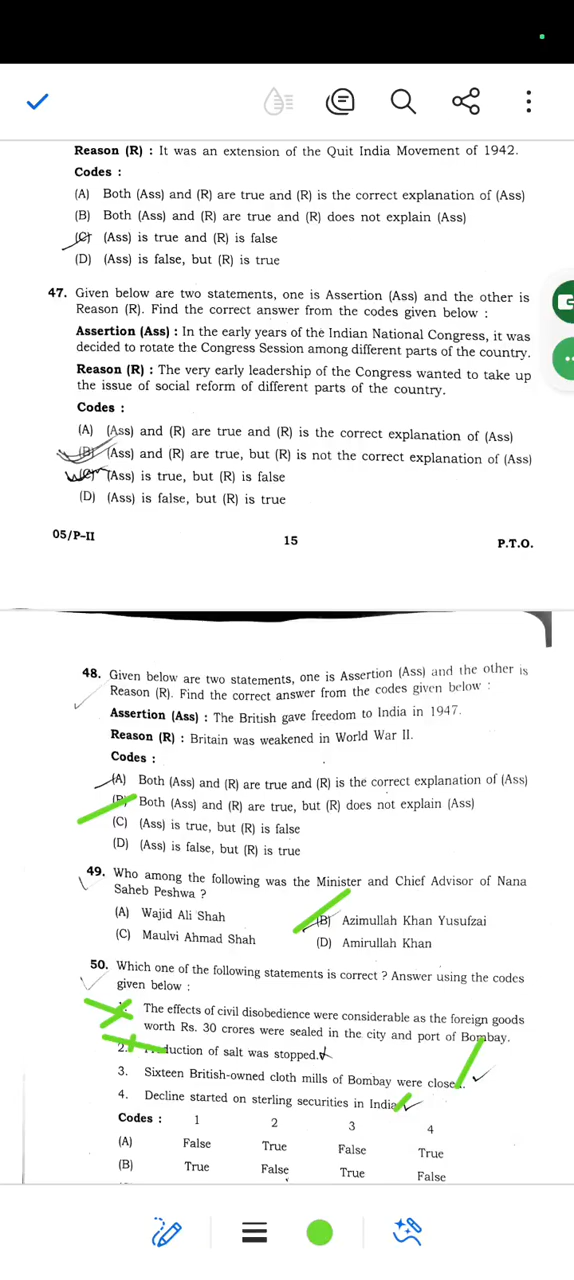 Reason (R) : It was an extension of the Quit India Movement of 1942.
Codes :
(A) Both (Ass) and (R) are true and (R) is the correct explanation of (Ass)
(B) Both (Ass) and (R) are true and (R) does not explain (Ass)
(C) (Ass) is true and (R) is false
(D) (Ass) is false, but (R) is true
47. Given below are two statements, one is Assertion (Ass) and the other is
Reason (R). Find the correct answer from the codes given below :
Assertion (Ass) : In the early years of the Indian National Congress, it was
decided to rotate the Congress Session among different parts of the country.
Reason (R) : The very early leadership of the Congress wanted to take up
the issue of social reform of different parts of the country.
Codes :
(A) (Ass) and (R) are true and (R) is the correct explanation of (Ass)
(B) (Ass) and (R) are true, but (R) is not the correct explanation of (Ass)
(Ass) is true, but (R) is false
(D) (Ass) is false, but (R) is true
05/P-II 15 P.T.O.
48. Given below are two statements, one is Assertion (Ass) and the other is
Reason (R). Find the correct answer from the codes given below :
Assertion (Ass) : The British gave freedom to India in 1947.
Reason (R) : Britain was weakened in World War II.
Codes :
(A) Both (Ass) and (R) are true and (R) is the correct explanation of (Ass)
(B) Both (Ass) and (R) are true, but (R) does not explain (Ass)
(C) (Ass) is true, but (R) is false
(D) (Ass) is false, but (R) is true
49. Who among the following was the Minister and Chief Advisor of Nana
Saheb Peshwa ?
(A) Wajid Ali Shah (B) Azimullah Khan Yusufzai
(C) Maulvi Ahmad Shah (D) Amirullah Khan
50. Which one of the following statements is correct ? Answer using the codes
given below :
The effects of civil disobedience were considerable as the foreign goods
worth Rs. 30 crores were sealed in the city and port of Bombay.
2. Production of salt was stopped.
3. Sixteen British-owned cloth mills of Bombay were closed.
4. Decline started on sterling securities in India.
Codes : 1 2 3 4
(A) False True False True
(B) True False True False